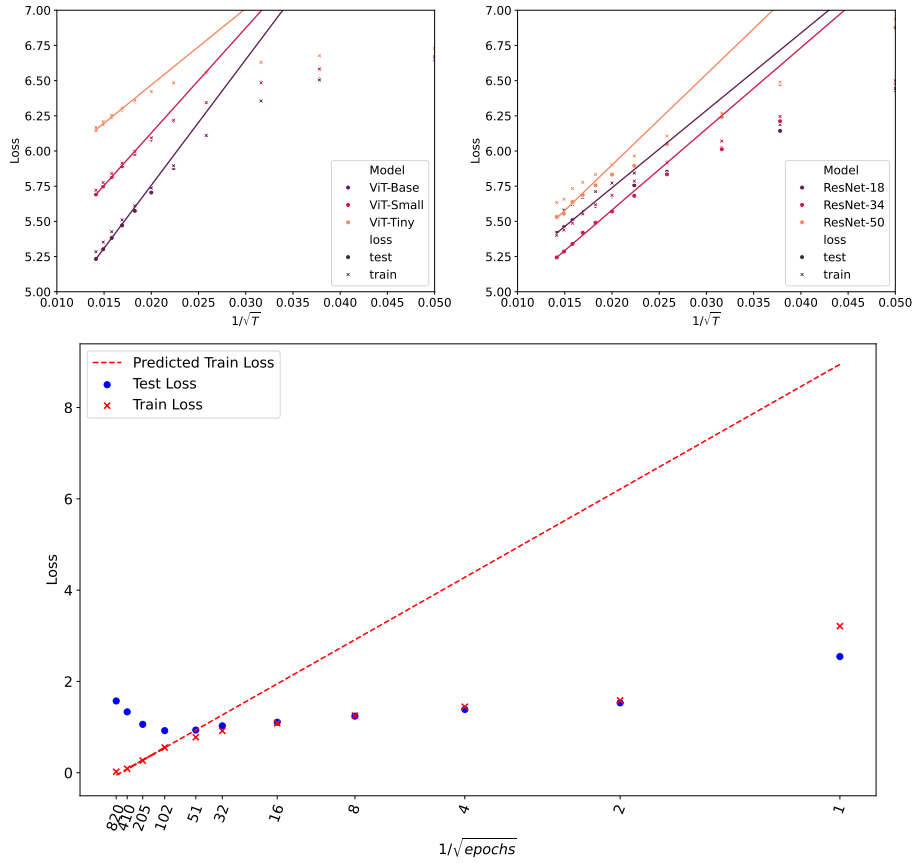 7.00
6.75
6.50
6.25
6.00
5.75
5.50
5.25
5.00
Loss
Model
ViT-Base
ViT-Small
ViT-Tiny
loss
test
train
0.010 0.015 0.020 0.025 0.030 0.035 0.040 0.045 0.050
1/√T
7.00
6.75
6.50
6.25
6.00
5.75
5.50
5.25
5.00
Loss
Model
ResNet-18
ResNet-34
ResNet-50
loss
test
train
0.010 0.015 0.020 0.025 0.030 0.035 0.040 0.045 0.050
1/√T
Predicted Train Loss
Test Loss
Train Loss
8
6
4
2
0
Loss
820 410 205 102 51 32 16 8 4 2 1
1/√epochs